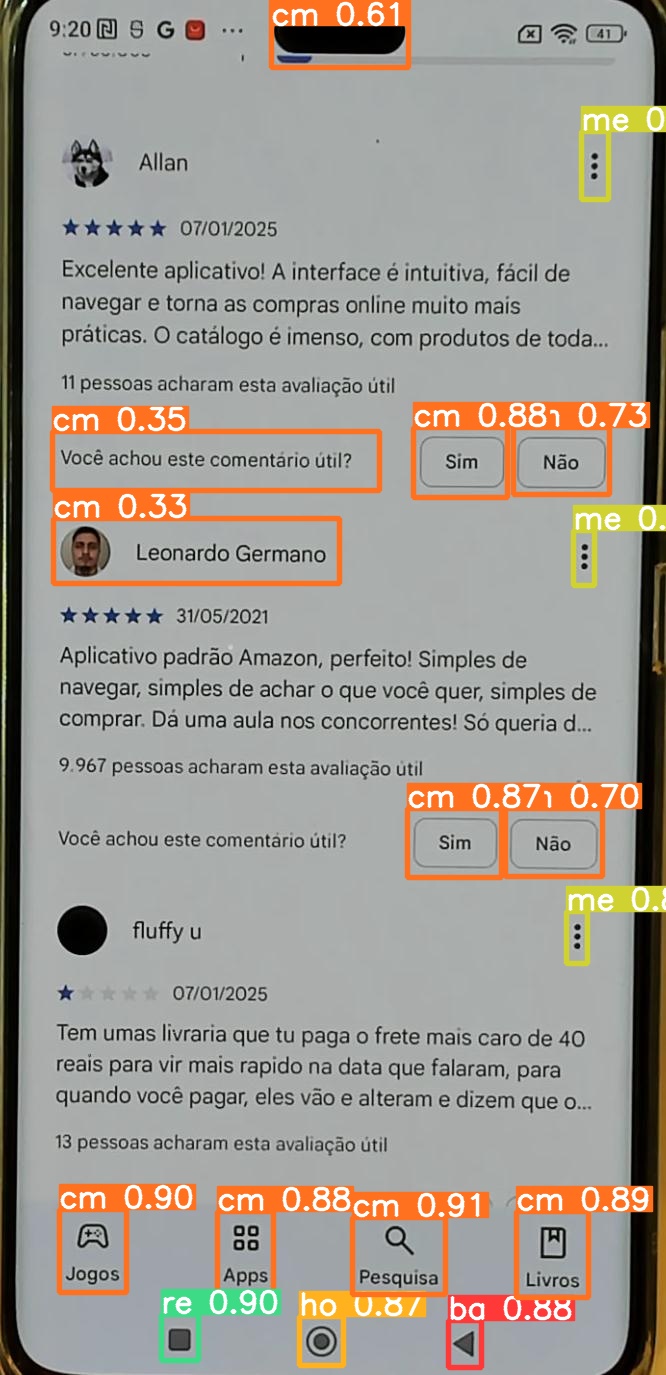 9:20 N S G ... 41
cm 0.61
me 0
Allan
07/01/2025
Excelente aplicativo! A interface é intuitiva, fácil de
navegar e torna as compras online muito mais
práticas. O catálogo é imenso, com produtos de toda...
11 pessoas acharam esta avaliação útil
cm 0.35 cm 0.88 0.73
Você achou este comentário útil? Sim Não
cm 0.33
me 0.
Leonardo Germano
31/05/2021
Aplicativo padrão Amazon, perfeito! Simples de
navegar, simples de achar o que você quer, simples de
comprar. Dá uma aula nos concorrentes! Só queria d...
9.967 pessoas acharam esta avaliação útil
cm 0.87 0.70
Você achou este comentário útil? Sim Não
me 0.8
fluffy u
07/01/2025
Tem umas livraria que tu paga o frete mais caro de 40
reais para vir mais rapido na data que falaram, para
quando você pagar, eles vão e alteram e dizem que o...
13 pessoas acharam esta avaliação útil
cm 0.90 cm 0.88 cm 0.91 cm 0.89
Jogos Apps Pesquisa Livros
re 0.90 ho 0.87 ba 0.88